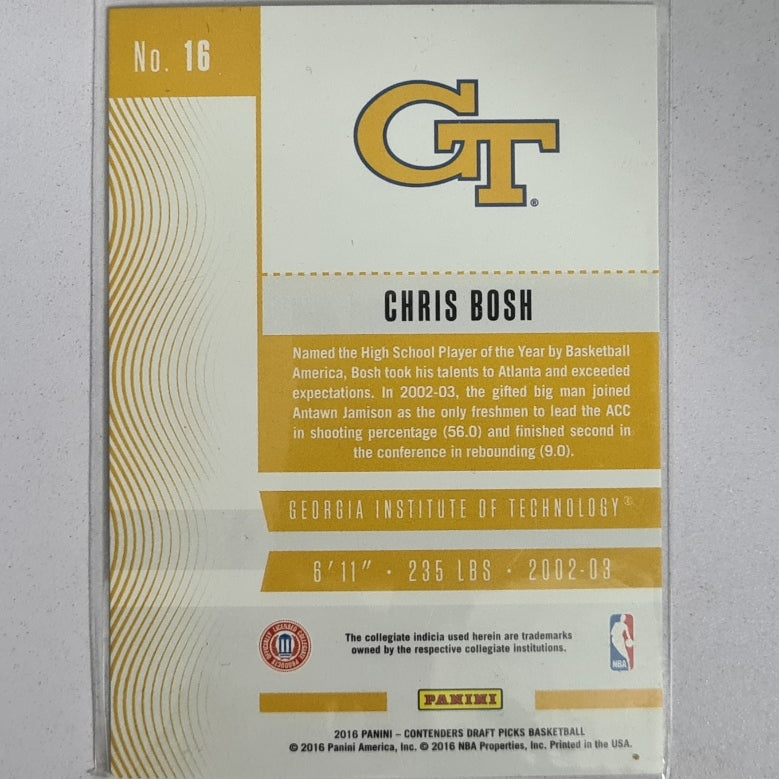 No. 16
GT®
CHRIS BOSH
Named the High School Player of the Year by Basketball
America, Bosh took his talents to Atlanta and exceeded
expectations. In 2002-03, the gifted big man joined
Antawn Jamison as the only freshmen to lead the ACC
in shooting percentage (56.0) and finished second in
the conference in rebounding (9.0).
GEORGIA INSTITUTE OF TECHNOLOGY®
6'11" · 235 LBS · 2002-03
OFFICIALLY LICENSED COLLEGIATE PRODUCTS
The collegiate indicia used herein are trademarks
owned by the respective collegiate institutions.
NBA
PANINI
2016 PANINI – CONTENDERS DRAFT PICKS BASKETBALL
© 2016 Panini America, Inc. © 2016 NBA Properties, Inc. Printed in the USA.